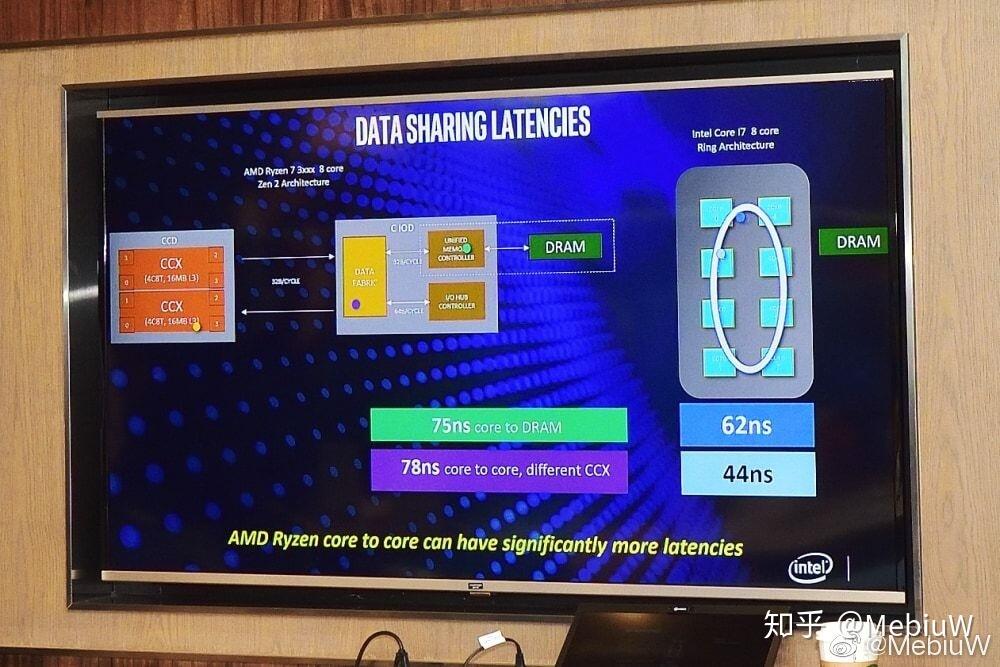 DATA SHARING LATENCIES
AMD Ryzen 7 3xxx 8 core
Zen 2 Architecture
Intel Core I7 8 core
Ring Architecture
CCD
1
CCX
2
(4C8T, 16MB L3)
0
3
1
CCX
2
(4C8T, 16MB L3)
0
3
32B/CYCLE
CIOD
DATA
FABRIC
32B/CYCLE
UNIFIED
MEMORY
CONTROLLER
64B/CYCLE
I/O HUB
CONTROLLER
DRAM
DRAM
75ns core to DRAM
62ns
78ns core to core, different CCX
44ns
AMD Ryzen core to core can have significantly more latencies
intel
知乎 @MebiuW
@MebiuW